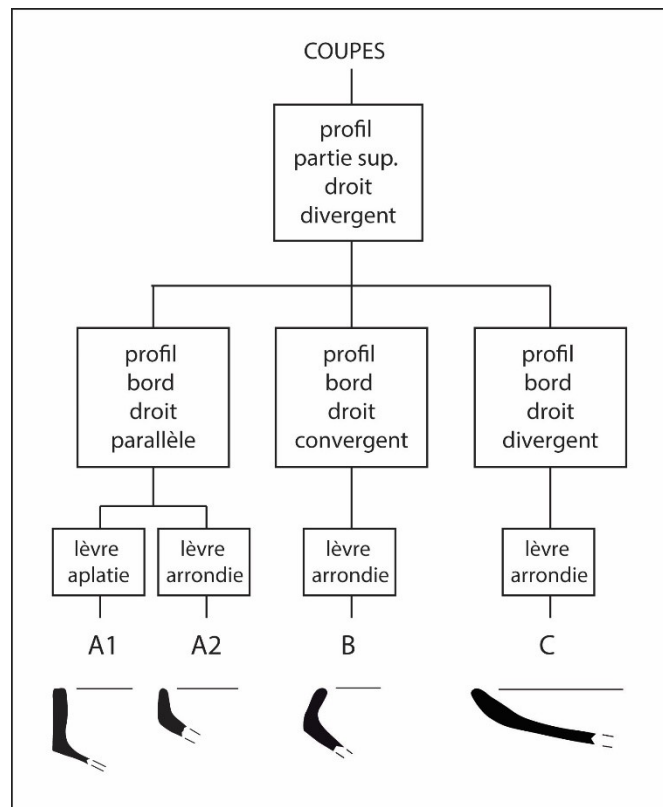 COUPES
profil
partie sup.
droit
divergent
profil
bord
droit
parallèle
profil
bord
droit
convergent
profil
bord
droit
divergent
lèvre
aplatie
lèvre
arrondie
lèvre
arrondie
lèvre
arrondie
A1
A2
B
C